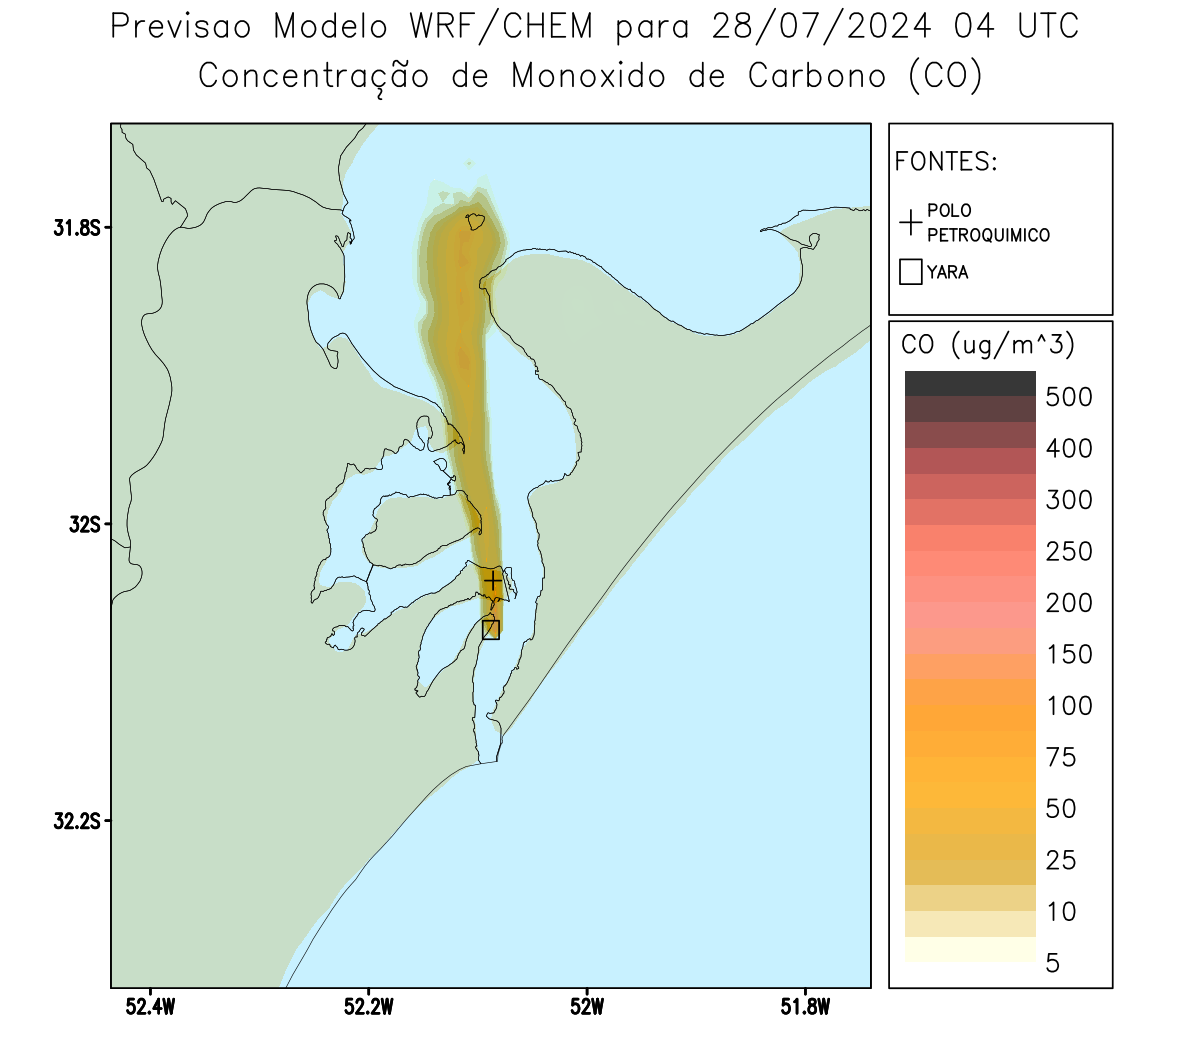 Previsao Modelo WRF/CHEM para 28/07/2024 04 UTC
Concentração de Monoxido de Carbono (CO)
FONTES:
POLO
PETROQUIMICO
YARA
31.8S
32S
32.2S
52.4W
52.2W
52W
51.8W
CO (ug/m^3)
500
400
300
250
200
150
100
75
50
25
10
5